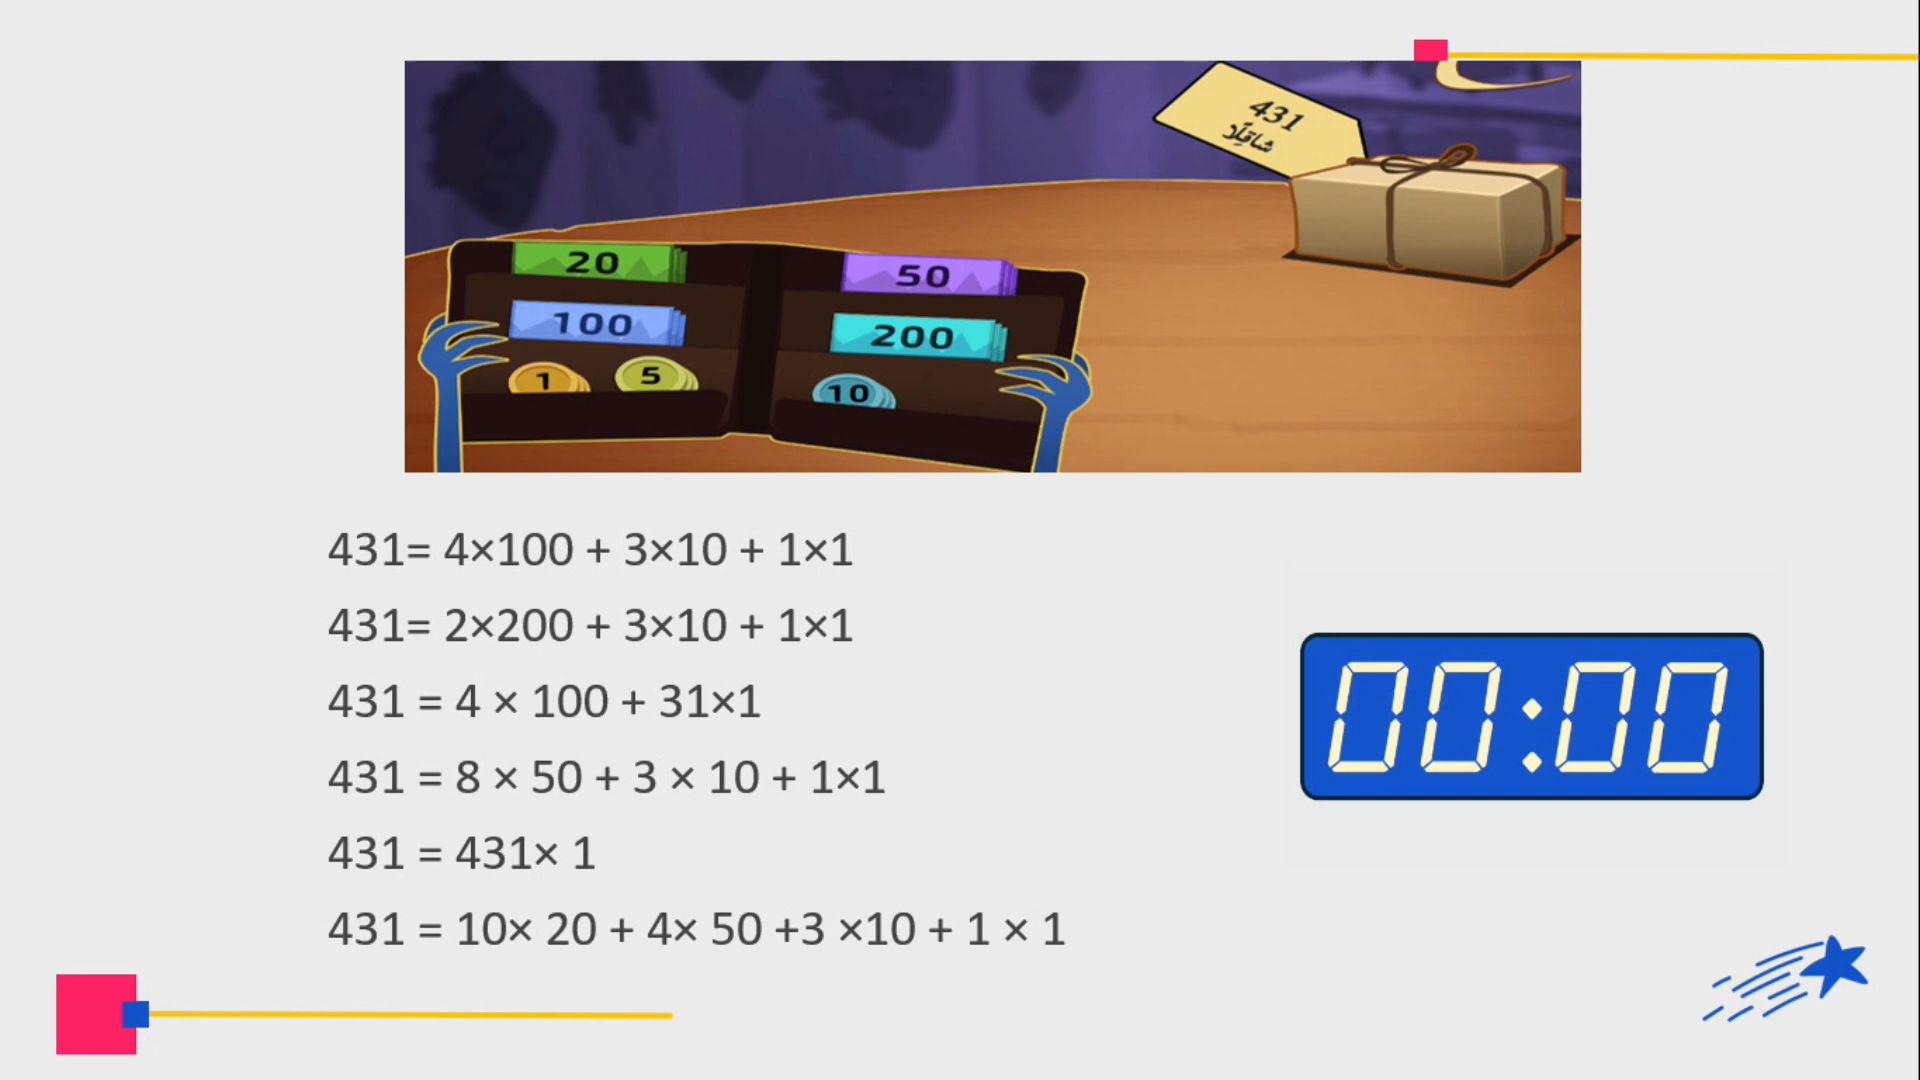 431
شاقِلًا
20
50
100
200
1
5
10
431= 4×100 + 3×10 + 1×1
431= 2×200 + 3×10 + 1×1
431 = 4 × 100 + 31×1
431 = 8 × 50 + 3 × 10 + 1×1
431 = 431× 1
431 = 10× 20 + 4× 50 +3 ×10 + 1 × 1
00:00